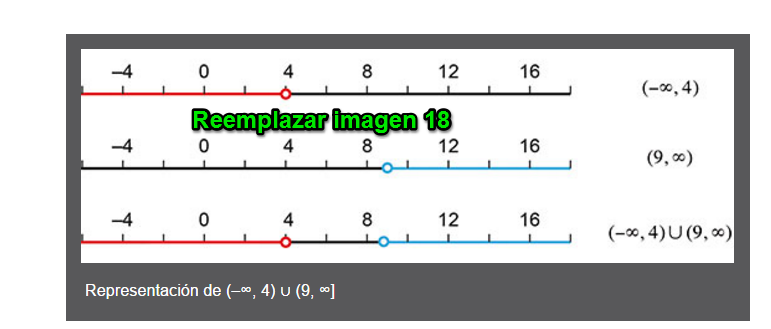 –4 0 4 8 12 16 (–∞, 4)
Reemplazar imagen 18
–4 0 4 8 12 16 (9, ∞)
–4 0 4 8 12 16 (–∞, 4)∪(9, ∞)
Representación de (–∞, 4) ∪ (9, ∞]